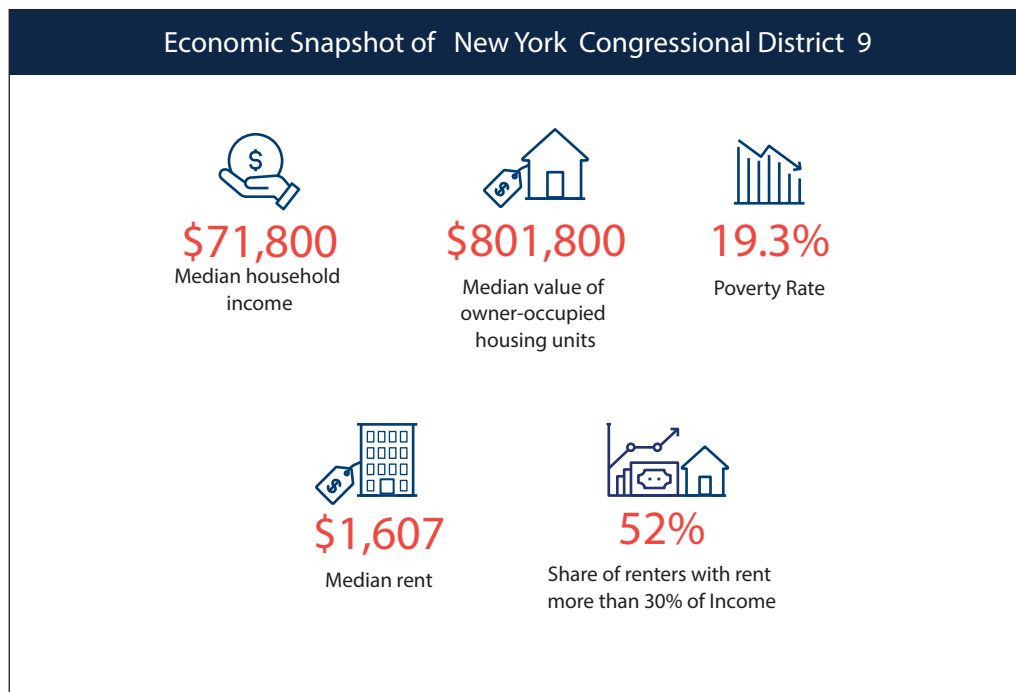 Economic Snapshot of New York Congressional District 9
$
$
$71,800
Median household
income
$801,800
Median value of
owner-occupied
housing units
19.3%
Poverty Rate
$
$1,607
Median rent
52%
Share of renters with rent
more than 30% of Income